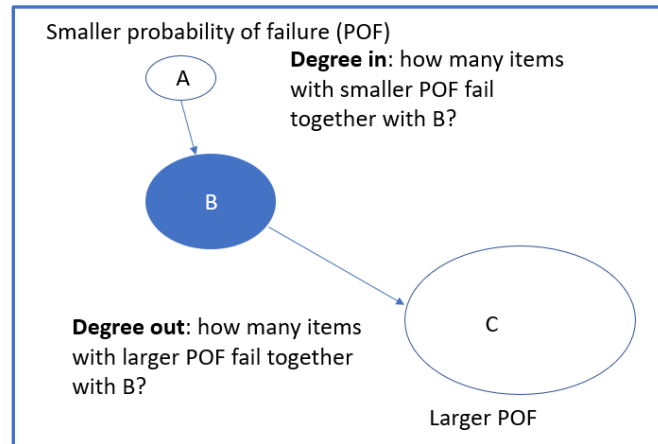 Smaller probability of failure (POF)
A
Degree in: how many items
with smaller POF fail
together with B?
B
C
Degree out: how many items
with larger POF fail together
with B?
Larger POF